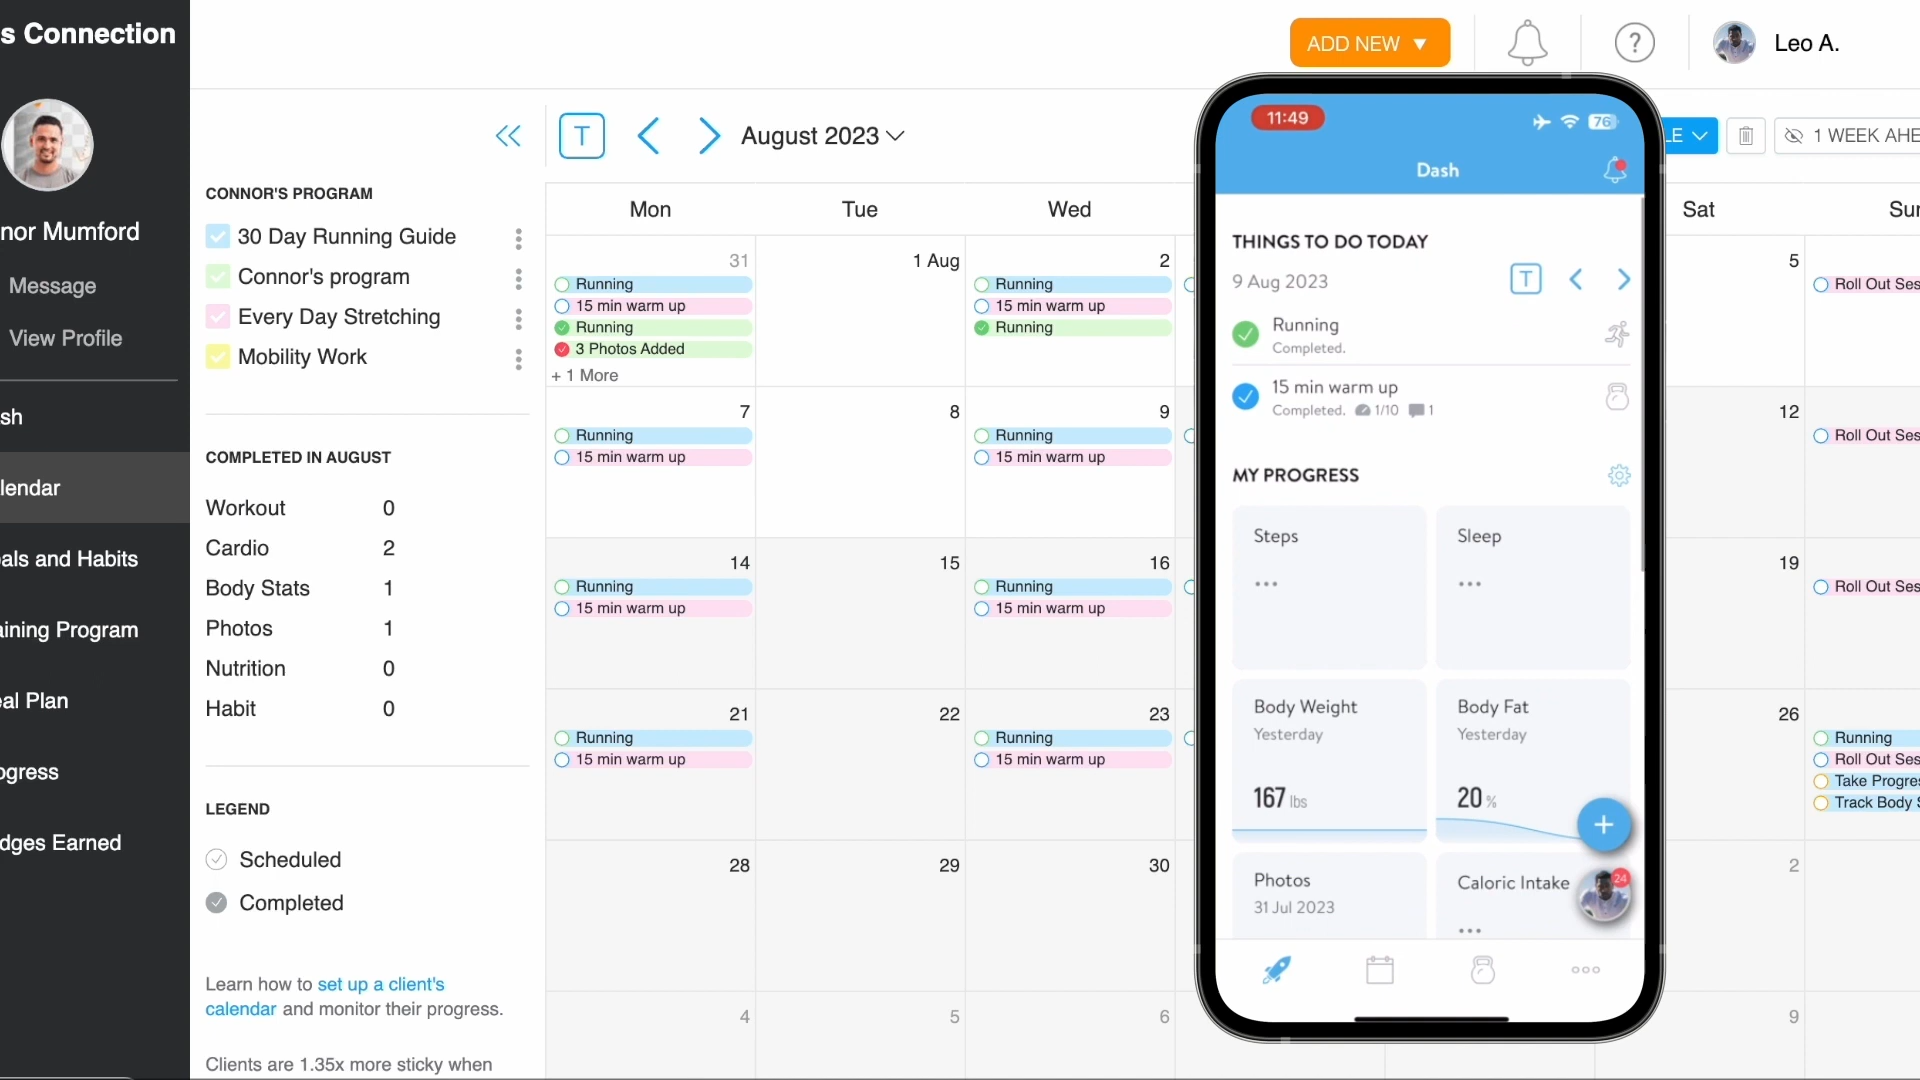 s Connection
ADD NEW ▼
?
Leo A.
nor Mumford
Message
View Profile
sh
lendar
als and Habits
aining Program
eal Plan
ogress
dges Earned
CONNOR'S PROGRAM
30 Day Running Guide
Connor's program
Every Day Stretching
Mobility Work
COMPLETED IN AUGUST
Workout 0
Cardio 2
Body Stats 1
Photos 1
Nutrition 0
Habit 0
LEGEND
Scheduled
Completed
Learn how to set up a client's
calendar and monitor their progress.
Clients are 1.35x more sticky when
T
August 2023
LE
1 WEEK AHE
Mon Tue Wed Sat Sun
31 1 Aug 2 5
Running Running Roll Out Ses
15 min warm up 15 min warm up
Running Running
3 Photos Added
+ 1 More
7 8 9 12
Running Running Roll Out Ses
15 min warm up 15 min warm up
14 15 16 19
Running Running Roll Out Ses
15 min warm up 15 min warm up
21 22 23 26
Running Running Running
15 min warm up 15 min warm up Roll Out Ses
Take Progres
Track Body S
28 29 30 2
4 5 6 9
11:49
76
Dash
THINGS TO DO TODAY
9 Aug 2023
T
Running
Completed.
15 min warm up
Completed. 1/10 1
MY PROGRESS
Steps
...
Sleep
...
Body Weight
Yesterday
167 lbs
Body Fat
Yesterday
20 %
+
Photos
31 Jul 2023
Caloric Intake
...
24